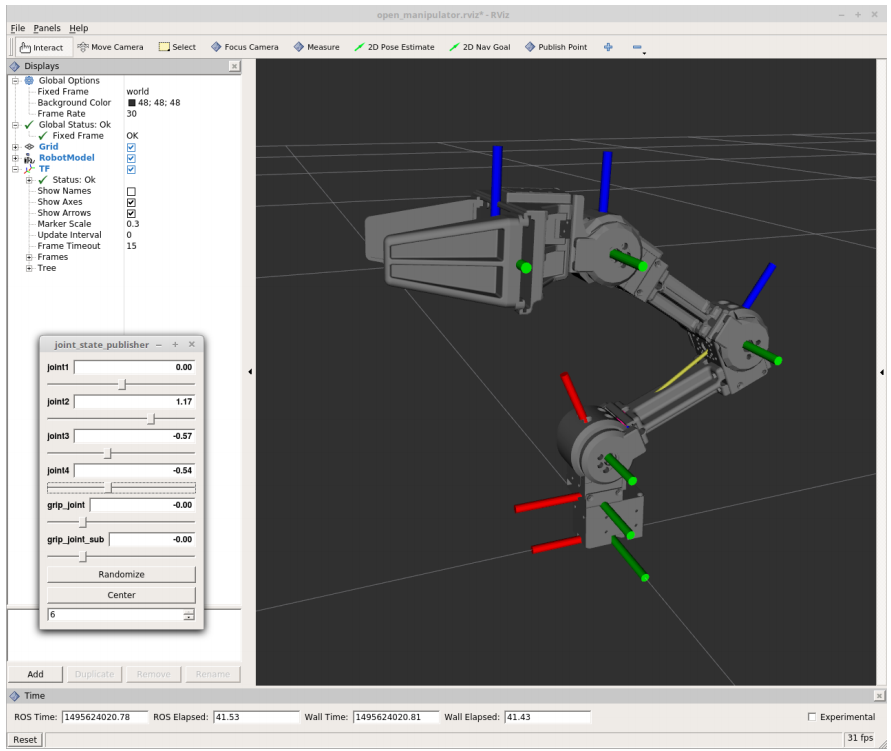 open_manipulator.rviz* - RViz
File Panels Help
Interact Move Camera Select Focus Camera Measure 2D Pose Estimate 2D Nav Goal Publish Point
Displays
Global Options
Fixed Frame world
Background Color 48; 48; 48
Frame Rate 30
Global Status: Ok
Fixed Frame OK
Grid
RobotModel
TF
Status: Ok
Show Names
Show Axes
Show Arrows
Marker Scale 0.3
Update Interval 0
Frame Timeout 15
Frames
Tree
joint_state_publisher
joint1 0.00
joint2 1.17
joint3 -0.57
joint4 -0.54
grip_joint -0.00
grip_joint_sub -0.00
Randomize
Center
6
Add Duplicate Remove Rename
Time
ROS Time: 1495624020.78 ROS Elapsed: 41.53 Wall Time: 1495624020.81 Wall Elapsed: 41.43 Experimental
Reset 31 fps